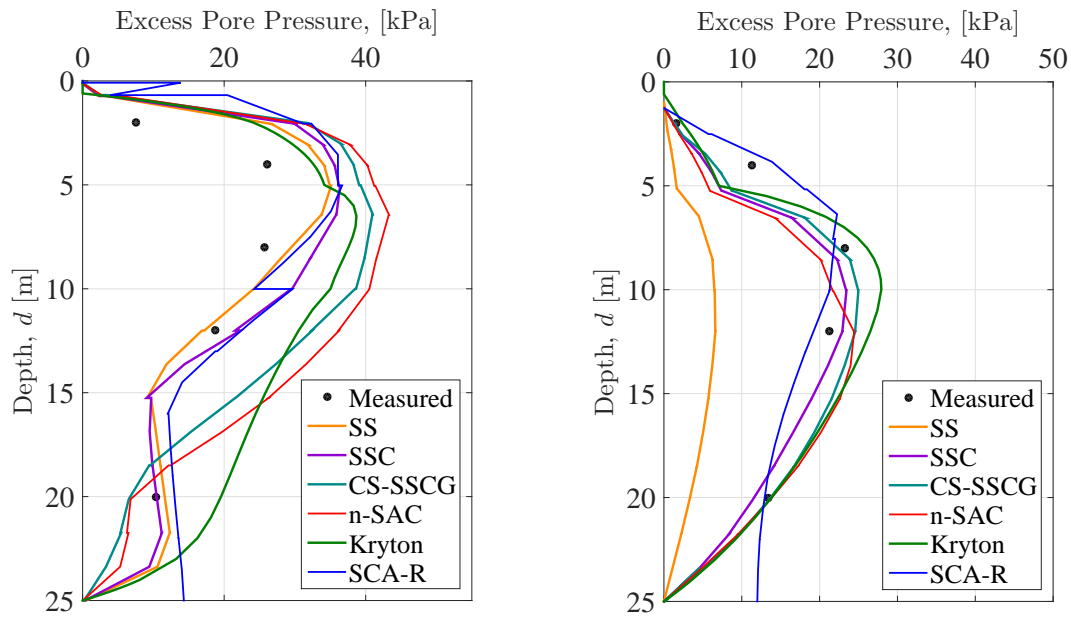 Excess Pore Pressure, [kPa]
0 20 40
0
5
10
15
20
25
Depth, d [m]
Measured
SS
SSC
CS-SSCG
n-SAC
Kryton
SCA-R
Excess Pore Pressure, [kPa]
0 10 20 30 40 50
0
5
10
15
20
25
Depth, d [m]
Measured
SS
SSC
CS-SSCG
n-SAC
Kryton
SCA-R